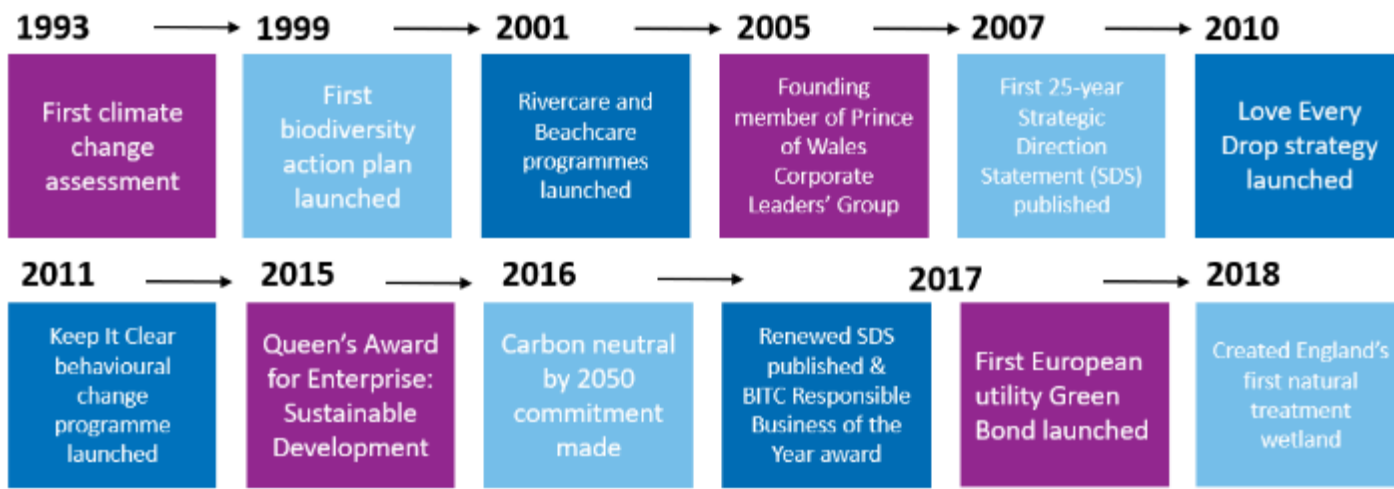 1993
1999
2001
2005
2007
2010
First climate
change
assessment
First
biodiversity
action plan
launched
Rivercare and
Beachcare
programmes
launched
Founding
member of Prince
of Wales
Corporate
Leaders' Group
First 25-year
Strategic
Direction
Statement (SDS)
published
Love Every
Drop strategy
launched
2011
2015
2016
2017
2018
Keep It Clear
behavioural
change
programme
launched
Queen's Award
for Enterprise:
Sustainable
Development
Carbon neutral
by 2050
commitment
made
Renewed SDS
published &
BITC Responsible
Business of the
Year award
First European
utility Green
Bond launched
Created England's
first natural
treatment
wetland